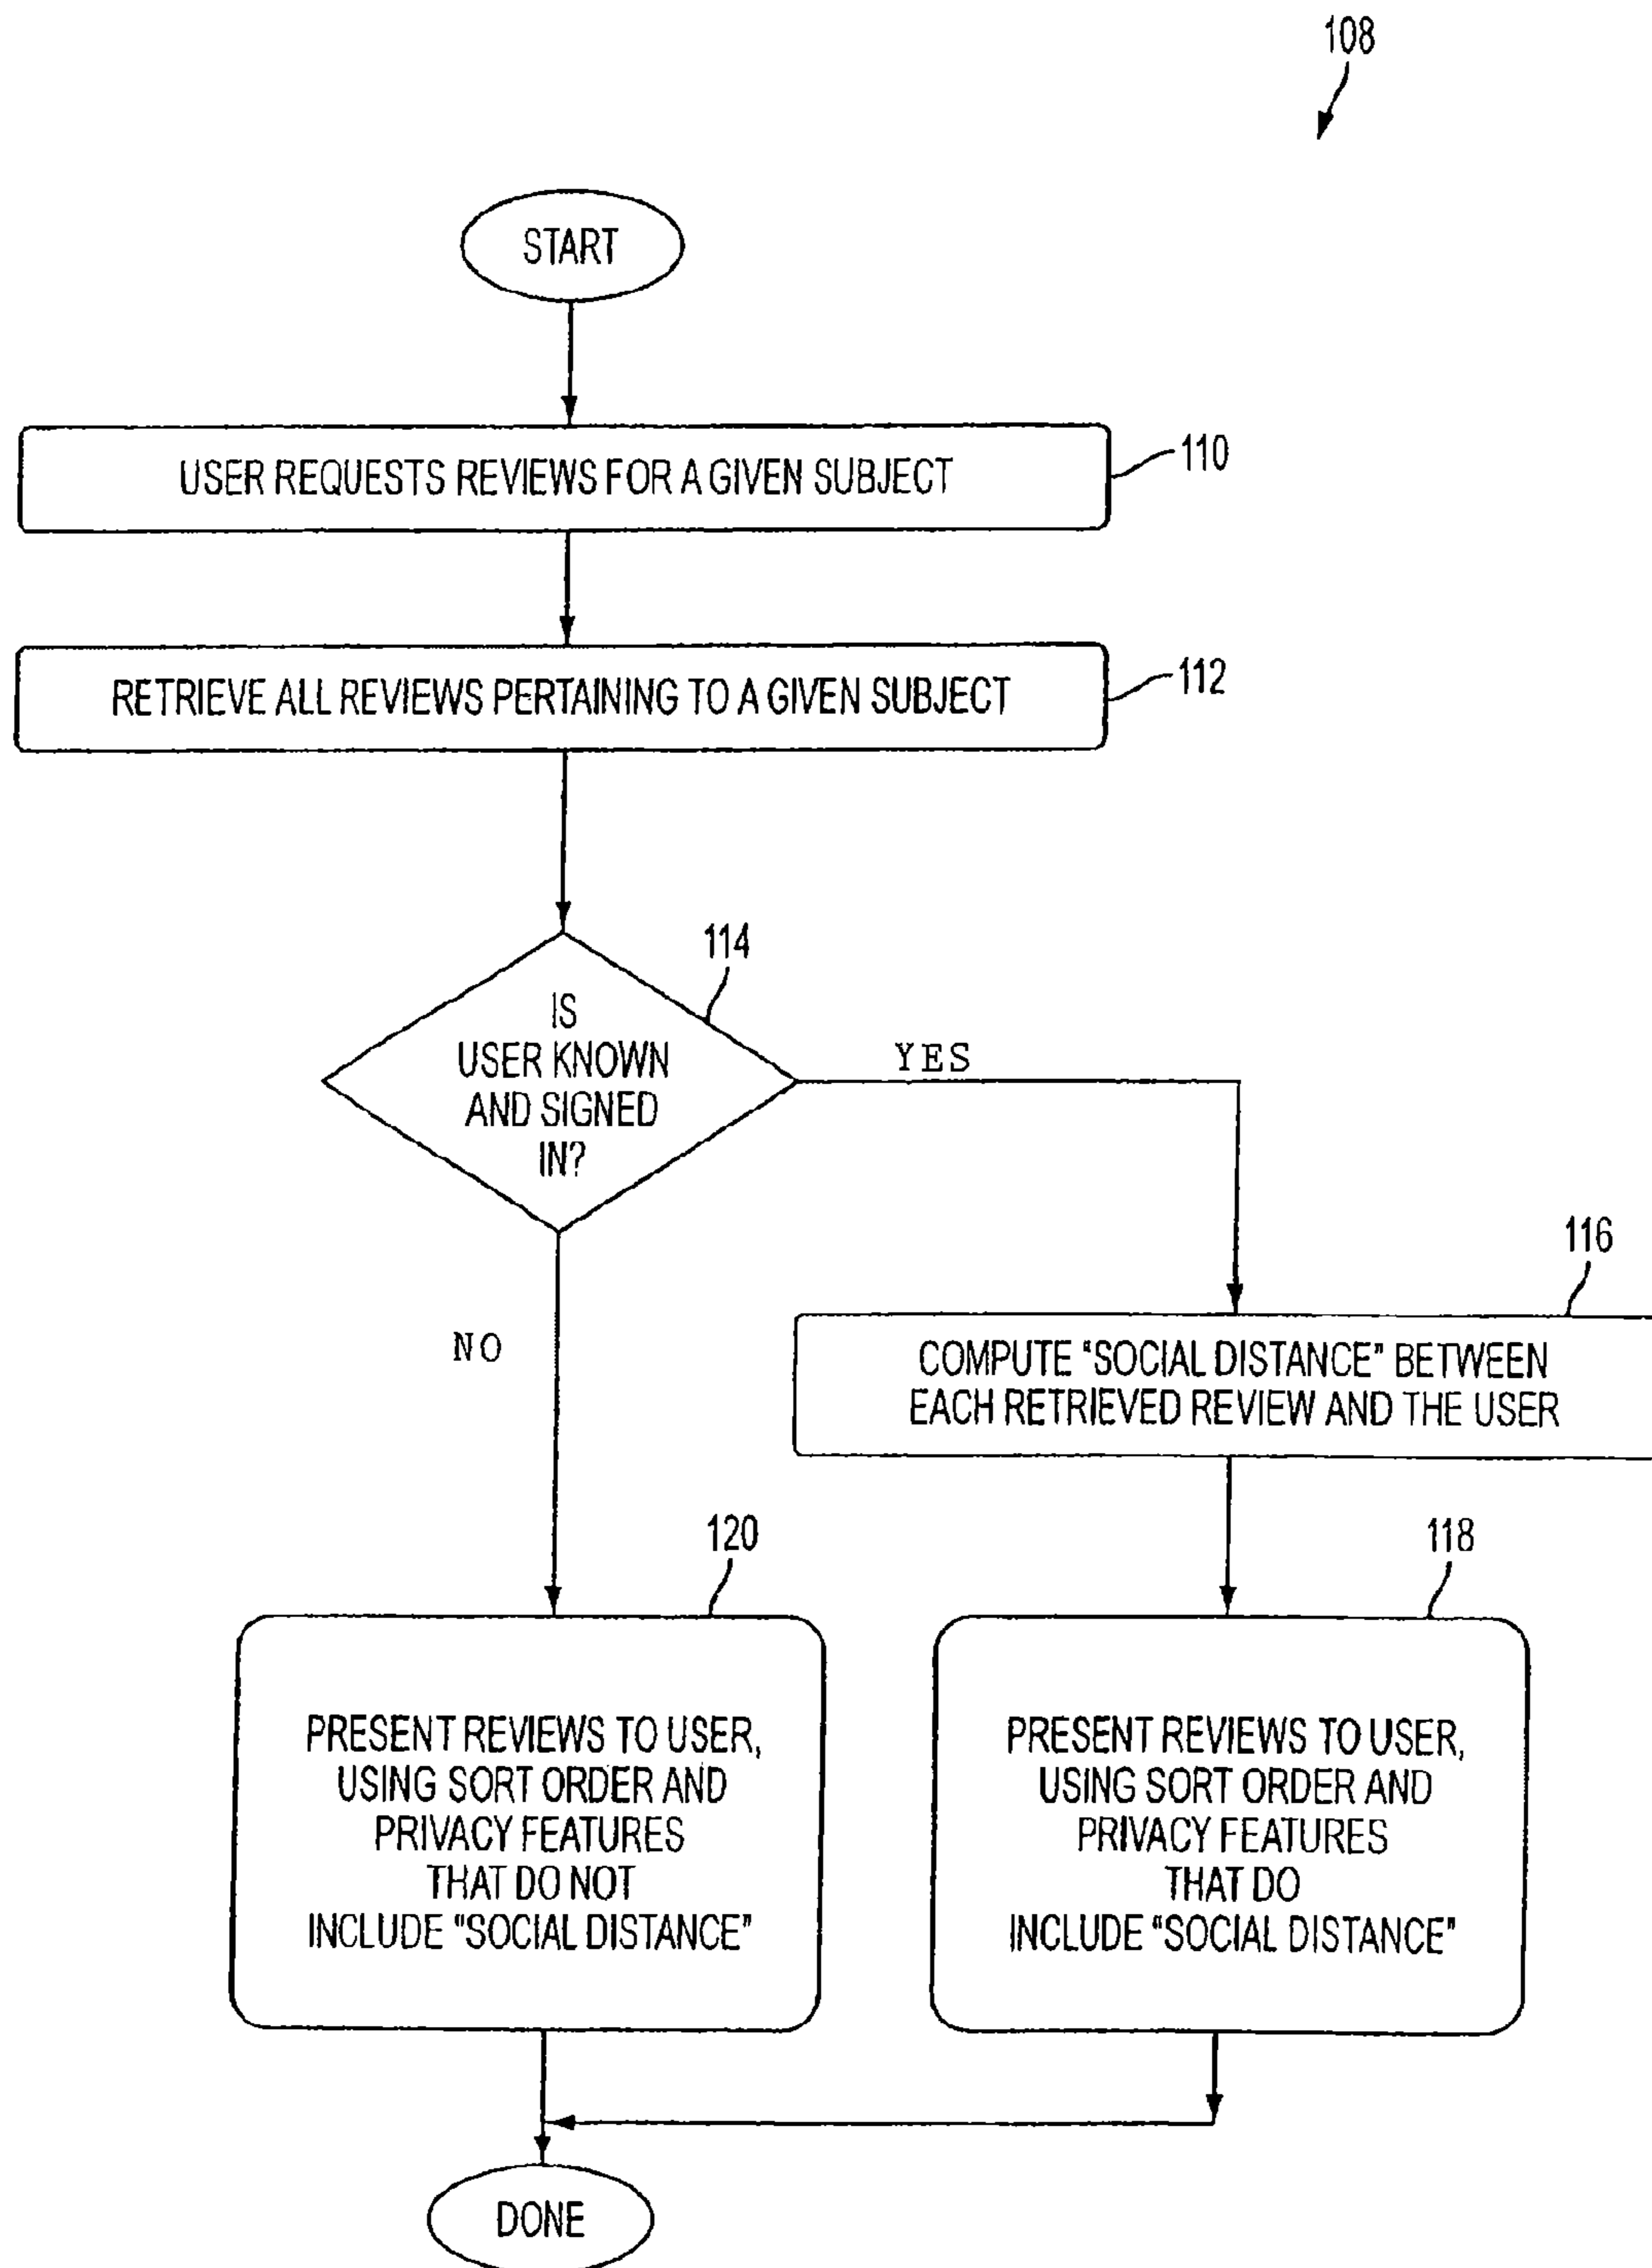 108
START
USER REQUESTS REVIEWS FOR A GIVEN SUBJECT
110
RETRIEVE ALL REVIEWS PERTAINING TO A GIVEN SUBJECT
112
114
IS
USER KNOWN
AND SIGNED
IN?
YES
NO
116
COMPUTE "SOCIAL DISTANCE" BETWEEN
EACH RETRIEVED REVIEW AND THE USER
120
PRESENT REVIEWS TO USER,
USING SORT ORDER AND
PRIVACY FEATURES
THAT DO NOT
INCLUDE "SOCIAL DISTANCE"
118
PRESENT REVIEWS TO USER,
USING SORT ORDER AND
PRIVACY FEATURES
THAT DO
INCLUDE "SOCIAL DISTANCE"
DONE